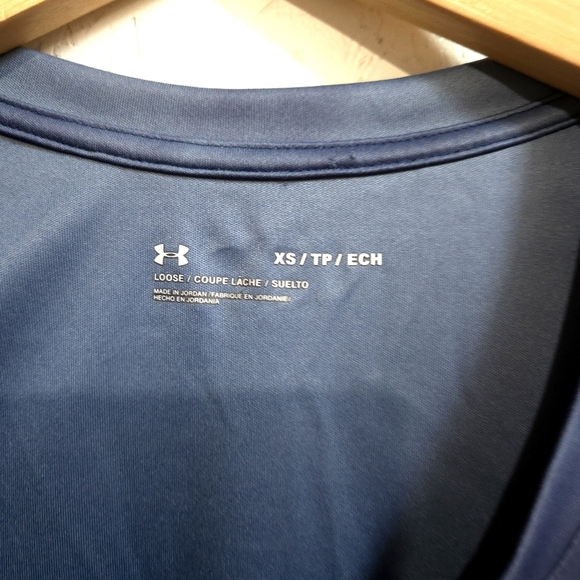 XS / TP / ECH
LOOSE / COUPE LÂCHE / SUELTO
MADE IN JORDAN / FABRIQUÉ EN JORDANIE /
HECHO EN JORDANIA